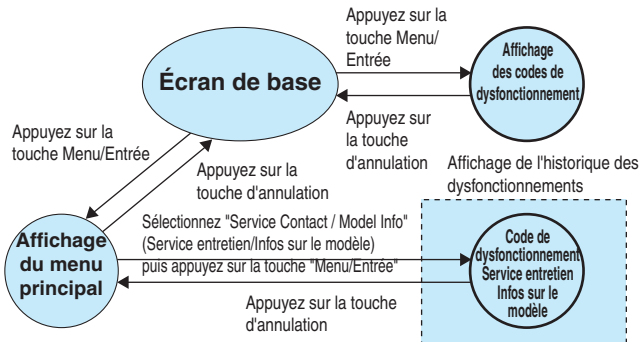 Appuyez sur la
touche Menu/
Entrée
Écran de base
Affichage
des codes de
dysfonctionnement
Appuyez sur
la touche
d'annulation
Appuyez sur la
touche Menu/Entrée
Appuyez sur la
touche d'annulation
Affichage de l'historique des
dysfonctionnements
Affichage
du menu
principal
Sélectionnez "Service Contact / Model Info"
(Service entretien/Infos sur le modèle)
puis appuyez sur la touche "Menu/Entrée"
Code de
dysfonctionnement
Service entretien
Infos sur le
modèle
Appuyez sur la touche
d'annulation